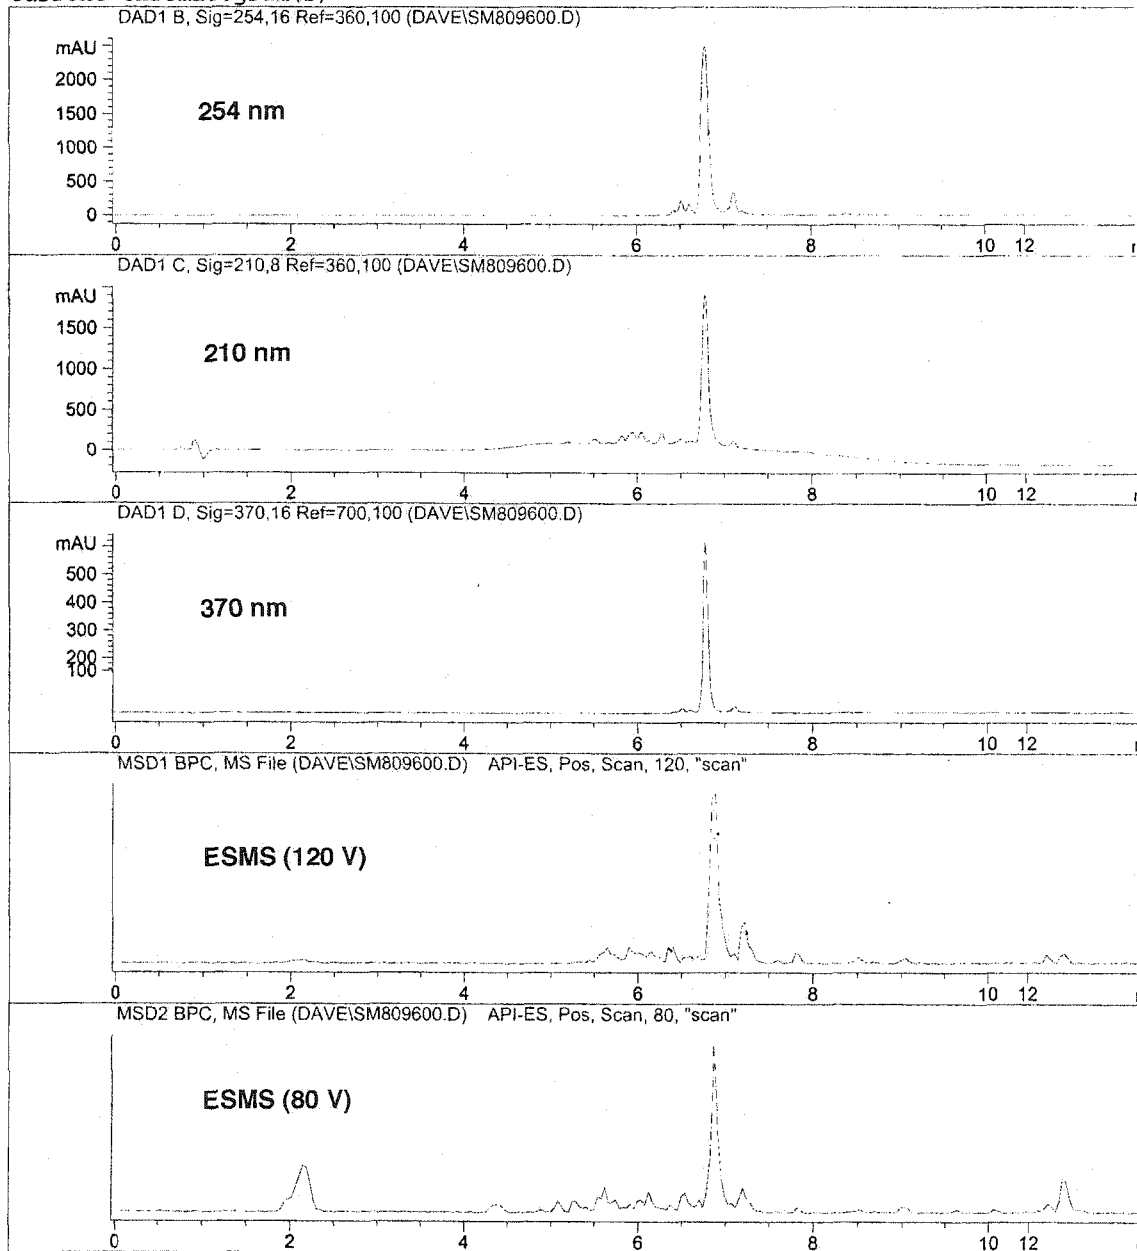 DAD1 B, Sig=254,16 Ref=360,100 (DAVE\SM809600.D)
mAU
2000
1500
1000
500
0
254 nm
0 2 4 6 8 10 12
DAD1 C, Sig=210,8 Ref=360,100 (DAVE\SM809600.D)
mAU
1500
1000
500
0
210 nm
0 2 4 6 8 10 12
DAD1 D, Sig=370,16 Ref=700,100 (DAVE\SM809600.D)
mAU
500
400
300
200
100
370 nm
0 2 4 6 8 10 12
MSD1 BPC, MS File (DAVE\SM809600.D) API-ES, Pos, Scan, 120, "scan"
ESMS (120 V)
0 2 4 6 8 10 12
MSD2 BPC, MS File (DAVE\SM809600.D) API-ES, Pos, Scan, 80, "scan"
ESMS (80 V)
0 2 4 6 8 10 12